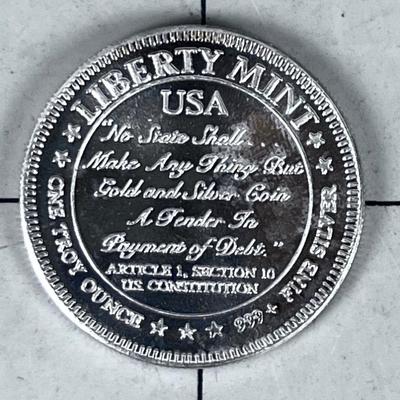 LIBERTY MINT
USA
"No State Shall . . .
Make Any Thing But
Gold and Silver Coin
A Tender In
Payment of Debt."
ARTICLE 1, SECTION 10
U.S. CONSTITUTION
ONE TROY OUNCE
.999 FINE SILVER